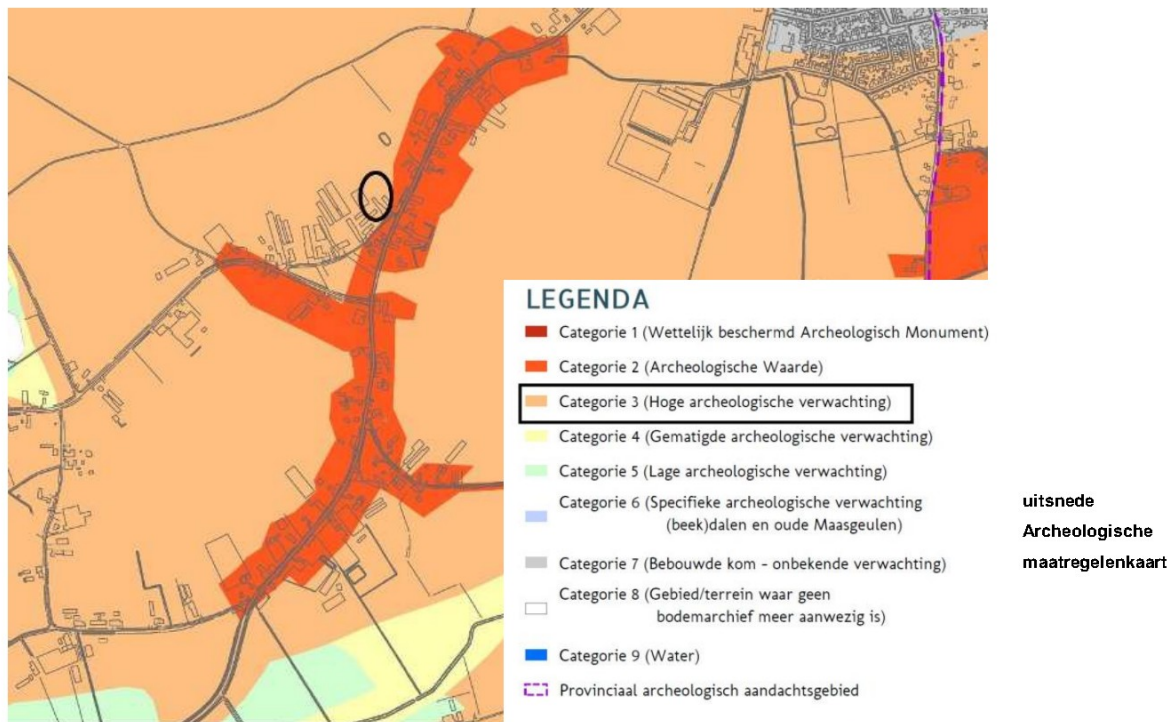 LEGENDA
Categorie 1 (Wettelijk beschermd Archeologisch Monument)
Categorie 2 (Archeologische Waarde)
Categorie 3 (Hoge archeologische verwachting)
Categorie 4 (Gematigde archeologische verwachting)
Categorie 5 (Lage archeologische verwachting)
Categorie 6 (Specifieke archeologische verwachting
(beek)dalen en oude Maasgeulen)
Categorie 7 (Bebouwde kom - onbekende verwachting)
Categorie 8 (Gebied/terrein waar geen
bodemarchief meer aanwezig is)
Categorie 9 (Water)
Provinciaal archeologisch aandachtsgebied
uitsnede
Archeologische
maatregelenkaart